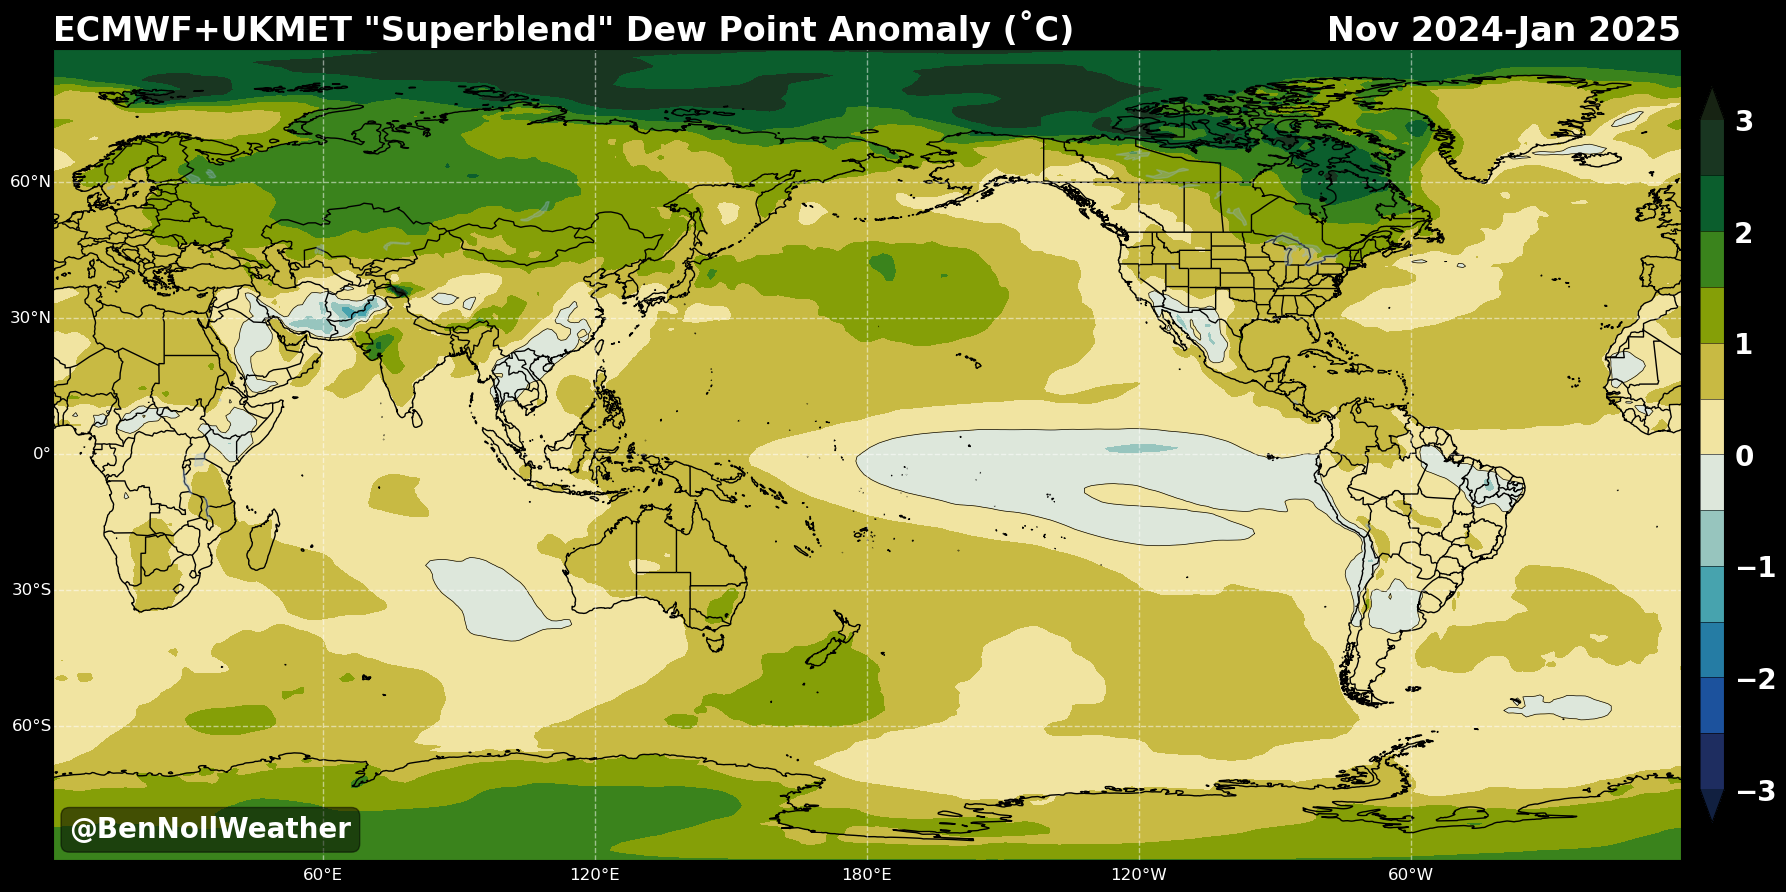 ECMWF+UKMET "Superblend" Dew Point Anomaly (˚C)
Nov 2024-Jan 2025
60°N
30°N
0°
30°S
60°S
60°E
120°E
180°E
120°W
60°W
3
2
1
0
−1
−2
−3
@BenNollWeather